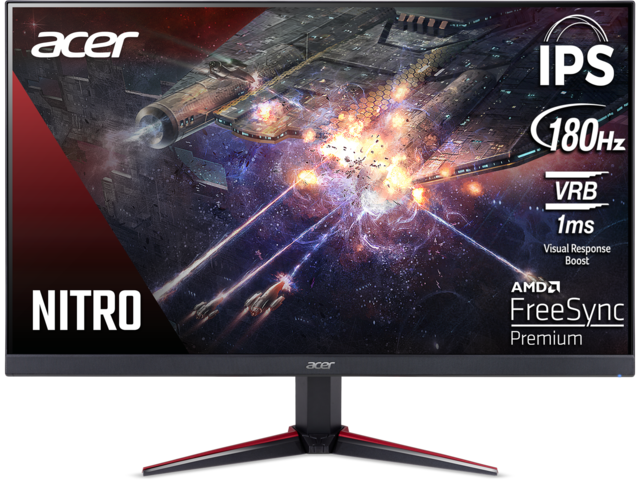 acer
IPS
180Hz
VRB
1ms
Visual Response
Boost
AMD
FreeSync
Premium
NITRO
acer